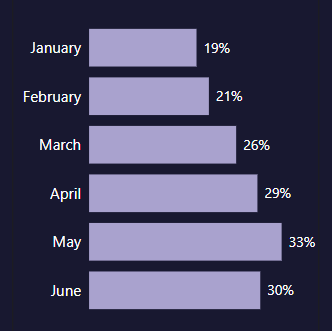 January 19%
February 21%
March 26%
April 29%
May 33%
June 30%